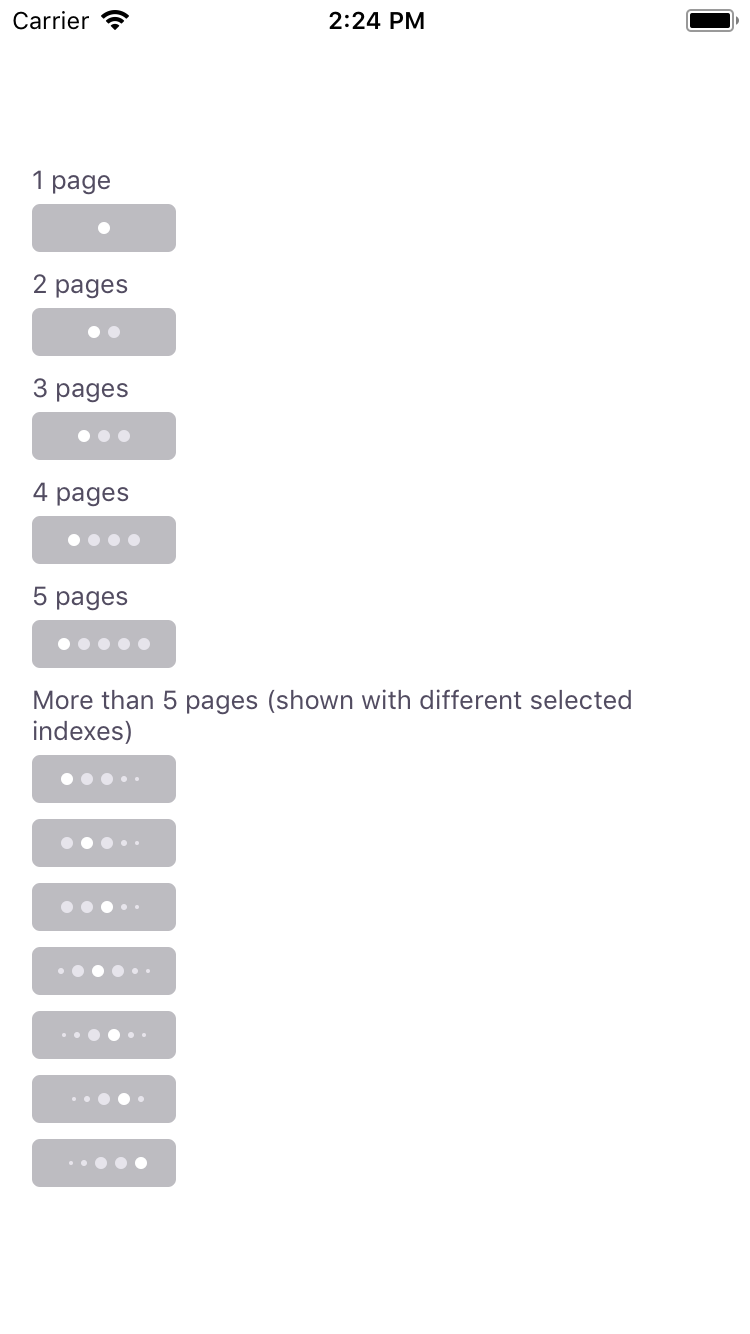 Carrier 2:24 PM
1 page
2 pages
3 pages
4 pages
5 pages
More than 5 pages (shown with different selected
indexes)